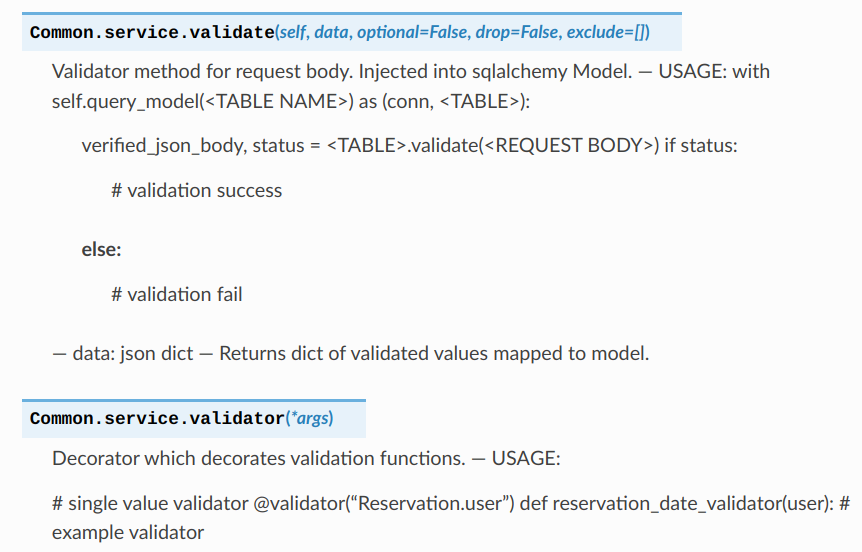 Common.service.validate(self, data, optional=False, drop=False, exclude=[])
Validator method for request body. Injected into sqlalchemy Model. — USAGE: with
self.query_model(<TABLE NAME>) as (conn, <TABLE>):
verified_json_body, status = <TABLE>.validate(<REQUEST BODY>) if status:
# validation success
else:
# validation fail
— data: json dict — Returns dict of validated values mapped to model.
Common.service.validator(*args)
Decorator which decorates validation functions. — USAGE:
# single value validator @validator(“Reservation.user”) def reservation_date_validator(user): #
example validator